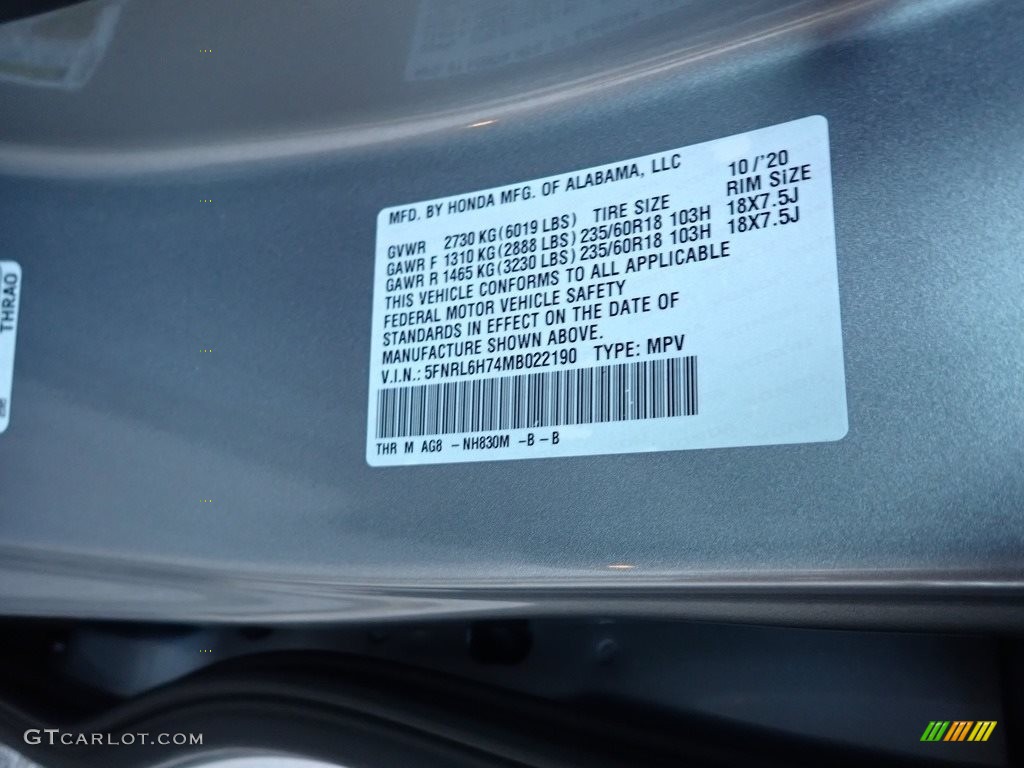 MFD. BY HONDA MFG. OF ALABAMA, LLC 10/'20
GVWR 2730 KG (6019 LBS) TIRE SIZE RIM SIZE
GAWR F 1310 KG (2888 LBS) 235/60R18 103H 18X7.5J
GAWR R 1465 KG (3230 LBS) 235/60R18 103H 18X7.5J
THIS VEHICLE CONFORMS TO ALL APPLICABLE
FEDERAL MOTOR VEHICLE SAFETY
STANDARDS IN EFFECT ON THE DATE OF
MANUFACTURE SHOWN ABOVE.
V.I.N.: 5FNRL6H74MB022190 TYPE: MPV
THR M AG8 -NH830M -B -B
THRAO
GTCARLOT.COM